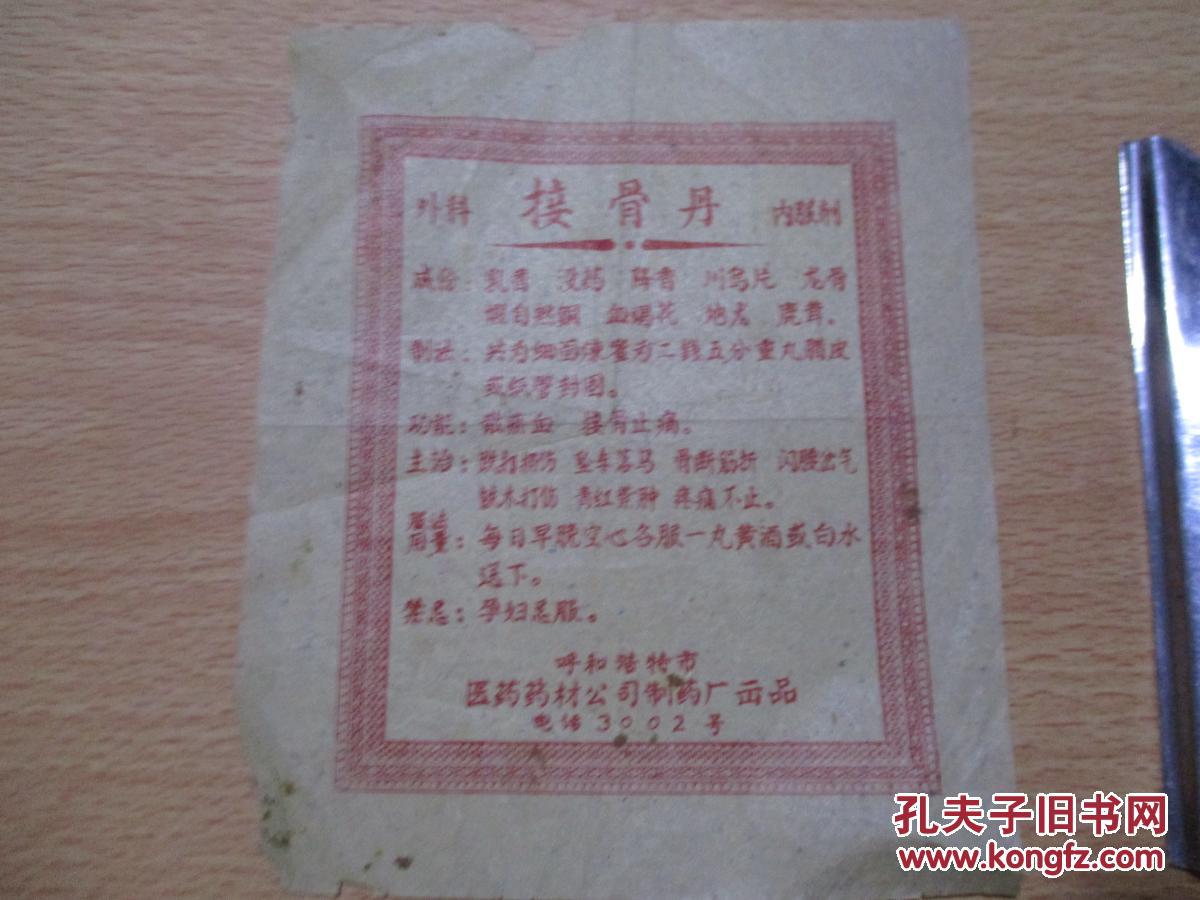 外科 接骨丹 内服剂
成份：乳香 没药 降香 川乌片 龙骨
煅自然铜 血竭花 地龙 鹿茸。
制法：共为细面炼蜜为二錢五分重丸腊皮
或纸管封固。
功能：散瘀血 接骨止痛。
主治：跌打损伤 坠车落马 骨断筋折 闪腰岔气
铁木打伤 青红紫肿 疼痛不止。
用量：每日早晚空心各服一丸黄酒或白水
送下。
禁忌：孕妇忌服。
呼和浩特市
医药药材公司制药厂出品
电话3002号
孔夫子旧书网
www.kongfz.com